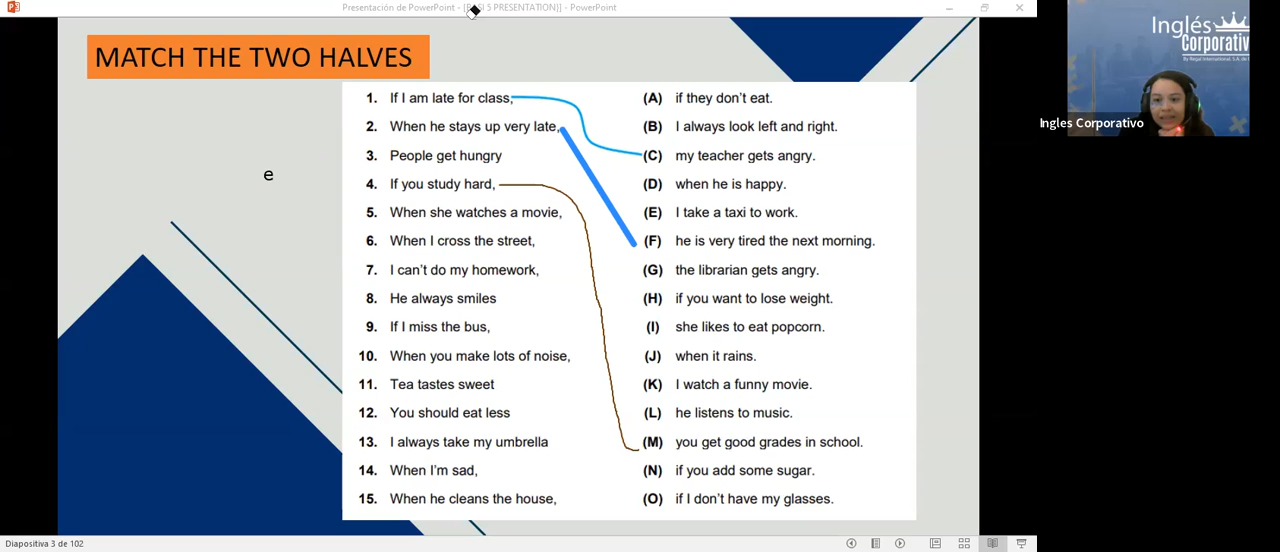 Presentación de PowerPoint - [BASI 5 PRESENTATION)] - PowerPoint
Inglés
Corporativ
By Regal International, S.A. de
Ingles Corporativo
MATCH THE TWO HALVES
e
1. If I am late for class, (A) if they don't eat.
2. When he stays up very late, (B) I always look left and right.
3. People get hungry (C) my teacher gets angry.
4. If you study hard, (D) when he is happy.
5. When she watches a movie, (E) I take a taxi to work.
6. When I cross the street, (F) he is very tired the next morning.
7. I can't do my homework, (G) the librarian gets angry.
8. He always smiles (H) if you want to lose weight.
9. If I miss the bus, (I) she likes to eat popcorn.
10. When you make lots of noise, (J) when it rains.
11. Tea tastes sweet (K) I watch a funny movie.
12. You should eat less (L) he listens to music.
13. I always take my umbrella (M) you get good grades in school.
14. When I'm sad, (N) if you add some sugar.
15. When he cleans the house, (O) if I don't have my glasses.
Diapositiva 3 de 102